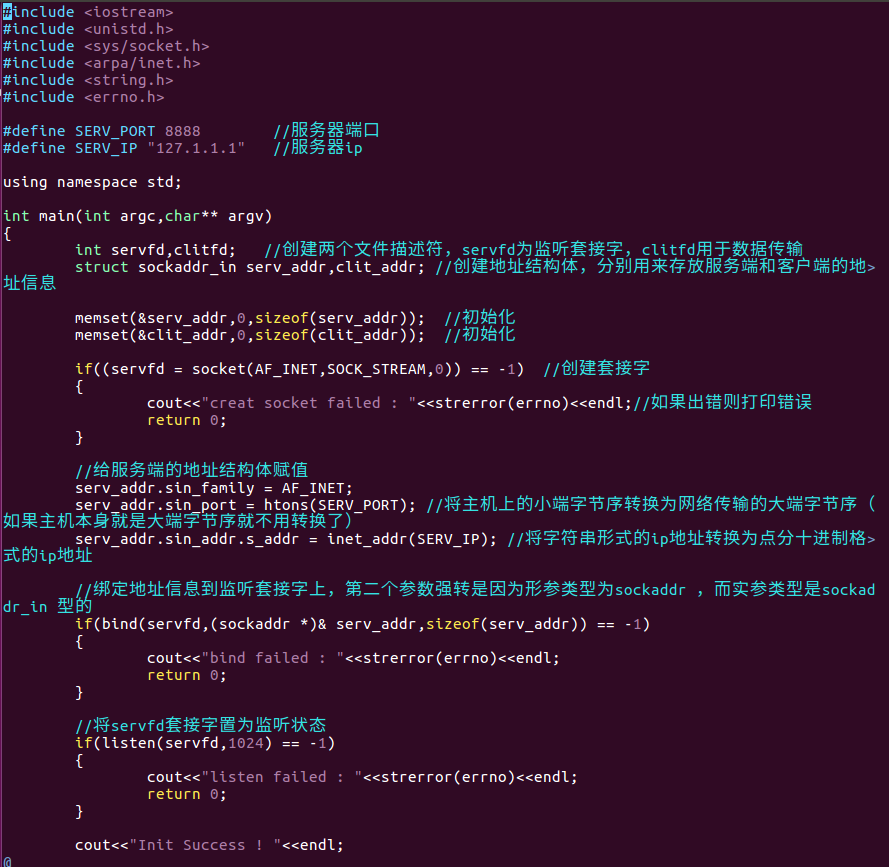 #include <iostream>
#include <unistd.h>
#include <sys/socket.h>
#include <arpa/inet.h>
#include <string.h>
#include <errno.h>
#define SERV_PORT 8888        //服务器端口
#define SERV_IP "127.1.1.1"   //服务器ip
using namespace std;
int main(int argc,char** argv)
{
        int servfd,clitfd;   //创建两个文件描述符，servfd为监听套接字，clitfd用于数据传输
        struct sockaddr_in serv_addr,clit_addr; //创建地址结构体，分别用来存放服务端和客户端的地>
址信息
        memset(&serv_addr,0,sizeof(serv_addr));  //初始化
        memset(&clit_addr,0,sizeof(clit_addr));  //初始化
        if((servfd = socket(AF_INET,SOCK_STREAM,0)) == -1)  //创建套接字
        {
                cout<<"creat socket failed : "<<strerror(errno)<<endl;//如果出错则打印错误
                return 0;
        }
        //给服务端的地址结构体赋值
        serv_addr.sin_family = AF_INET;
        serv_addr.sin_port = htons(SERV_PORT); //将主机上的小端字节序转换为网络传输的大端字节序（
如果主机本身就是大端字节序就不用转换了）
        serv_addr.sin_addr.s_addr = inet_addr(SERV_IP); //将字符串形式的ip地址转换为点分十进制格>
式的ip地址
        //绑定地址信息到监听套接字上，第二个参数强转是因为形参类型为sockaddr ，而实参类型是sockad
dr_in 型的
        if(bind(servfd,(sockaddr *)& serv_addr,sizeof(serv_addr)) == -1)
        {
                cout<<"bind failed : "<<strerror(errno)<<endl;
                return 0;
        }
        //将servfd套接字置为监听状态
        if(listen(servfd,1024) == -1)
        {
                cout<<"listen failed : "<<strerror(errno)<<endl;
                return 0;
        }
        cout<<"Init Success ! "<<endl;
@